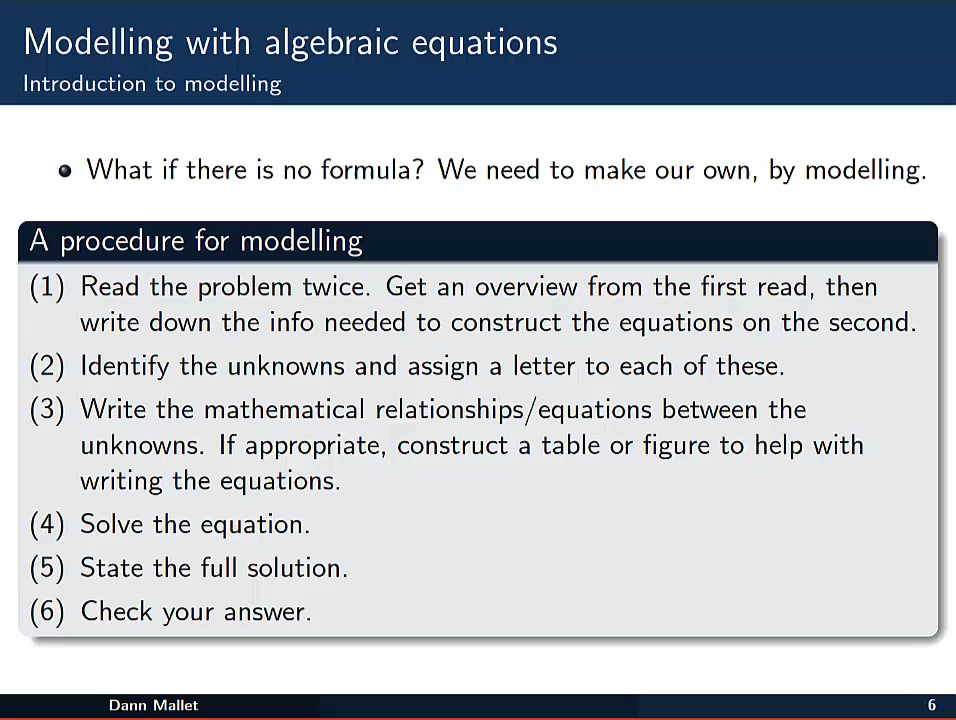 Modelling with algebraic equations
Introduction to modelling
What if there is no formula? We need to make our own, by modelling.
A procedure for modelling
(1) Read the problem twice. Get an overview from the first read, then
write down the info needed to construct the equations on the second.
(2) Identify the unknowns and assign a letter to each of these.
(3) Write the mathematical relationships/equations between the
unknowns. If appropriate, construct a table or figure to help with
writing the equations.
(4) Solve the equation.
(5) State the full solution.
(6) Check your answer.
Dann Mallet 6